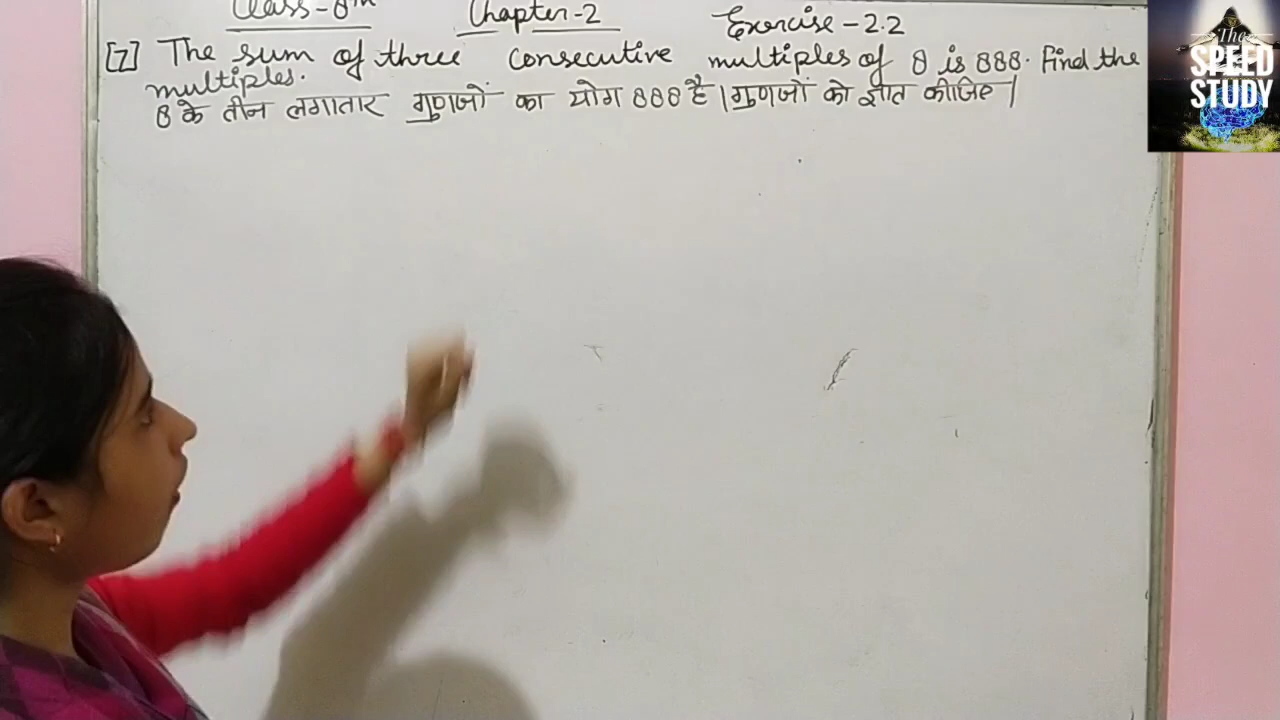 Class-8th Chapter-2 Exercise-2.2
[7] The sum of three consecutive multiples of 8 is 888. Find the
multiples.
8 के तीन लगातार गुणजों का योग 888 है। गुणजों को ज्ञात कीजिए।
The
SPEED
STUDY